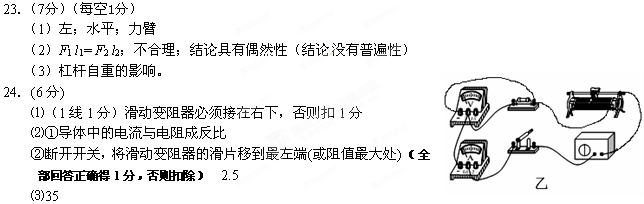 23．(7分)(每空1分)
(1) 左；水平；力臂
(2) F₁ l₁= F₂ l₂；不合理；结论具有偶然性（结论没有普遍性）
(3) 杠杆自重的影响。
24．(6分)
⑴（1线1分）滑动变阻器必须接在右下，否则扣1分
⑵①导体中的电流与电阻成反比
②断开开关，将滑动变阻器的滑片移到最左端(或阻值最大处)（全
部回答正确得1分，否则扣除） 2.5
⑶35
V
A
乙